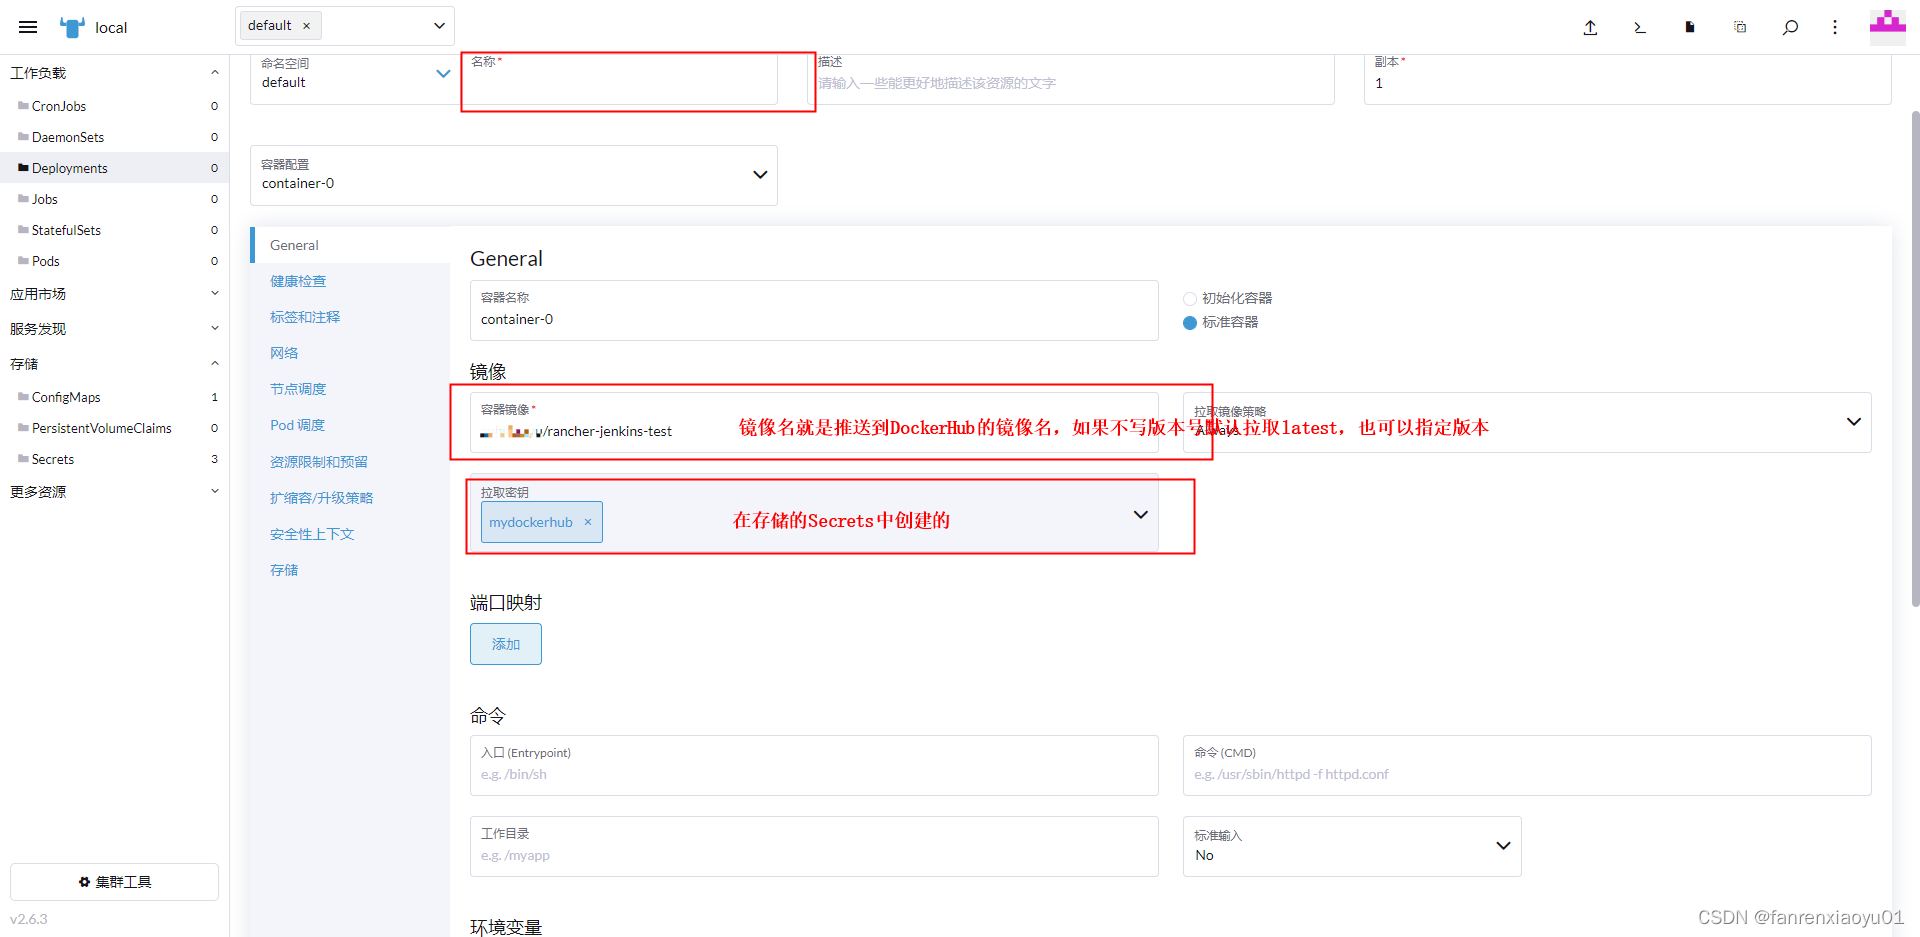 local
default ×
工作负载
CronJobs 0
DaemonSets 0
Deployments 0
Jobs 0
StatefulSets 0
Pods 0
应用市场
服务发现
存储
ConfigMaps 1
PersistentVolumeClaims 0
Secrets 3
更多资源
集群工具
v2.6.3
命名空间
default
名称*
描述
请输入一些能更好地描述该资源的文字
副本*
1
容器配置
container-0
General
健康检查
标签和注释
网络
节点调度
Pod 调度
资源限制和预留
扩缩容/升级策略
安全性上下文
存储
General
容器名称
container-0
初始化容器
标准容器
镜像
容器镜像*
/rancher-jenkins-test
镜像名就是推送到DockerHub的镜像名，如果不写版本号默认拉取latest，也可以指定版本
拉取镜像策略
Always
拉取密钥
mydockerhub ×
在存储的Secrets中创建的
端口映射
添加
命令
入口 (Entrypoint)
e.g. /bin/sh
命令 (CMD)
e.g. /usr/sbin/httpd -f httpd.conf
工作目录
e.g. /myapp
标准输入
No
环境变量
CSDN @fanrenxiaoyu01